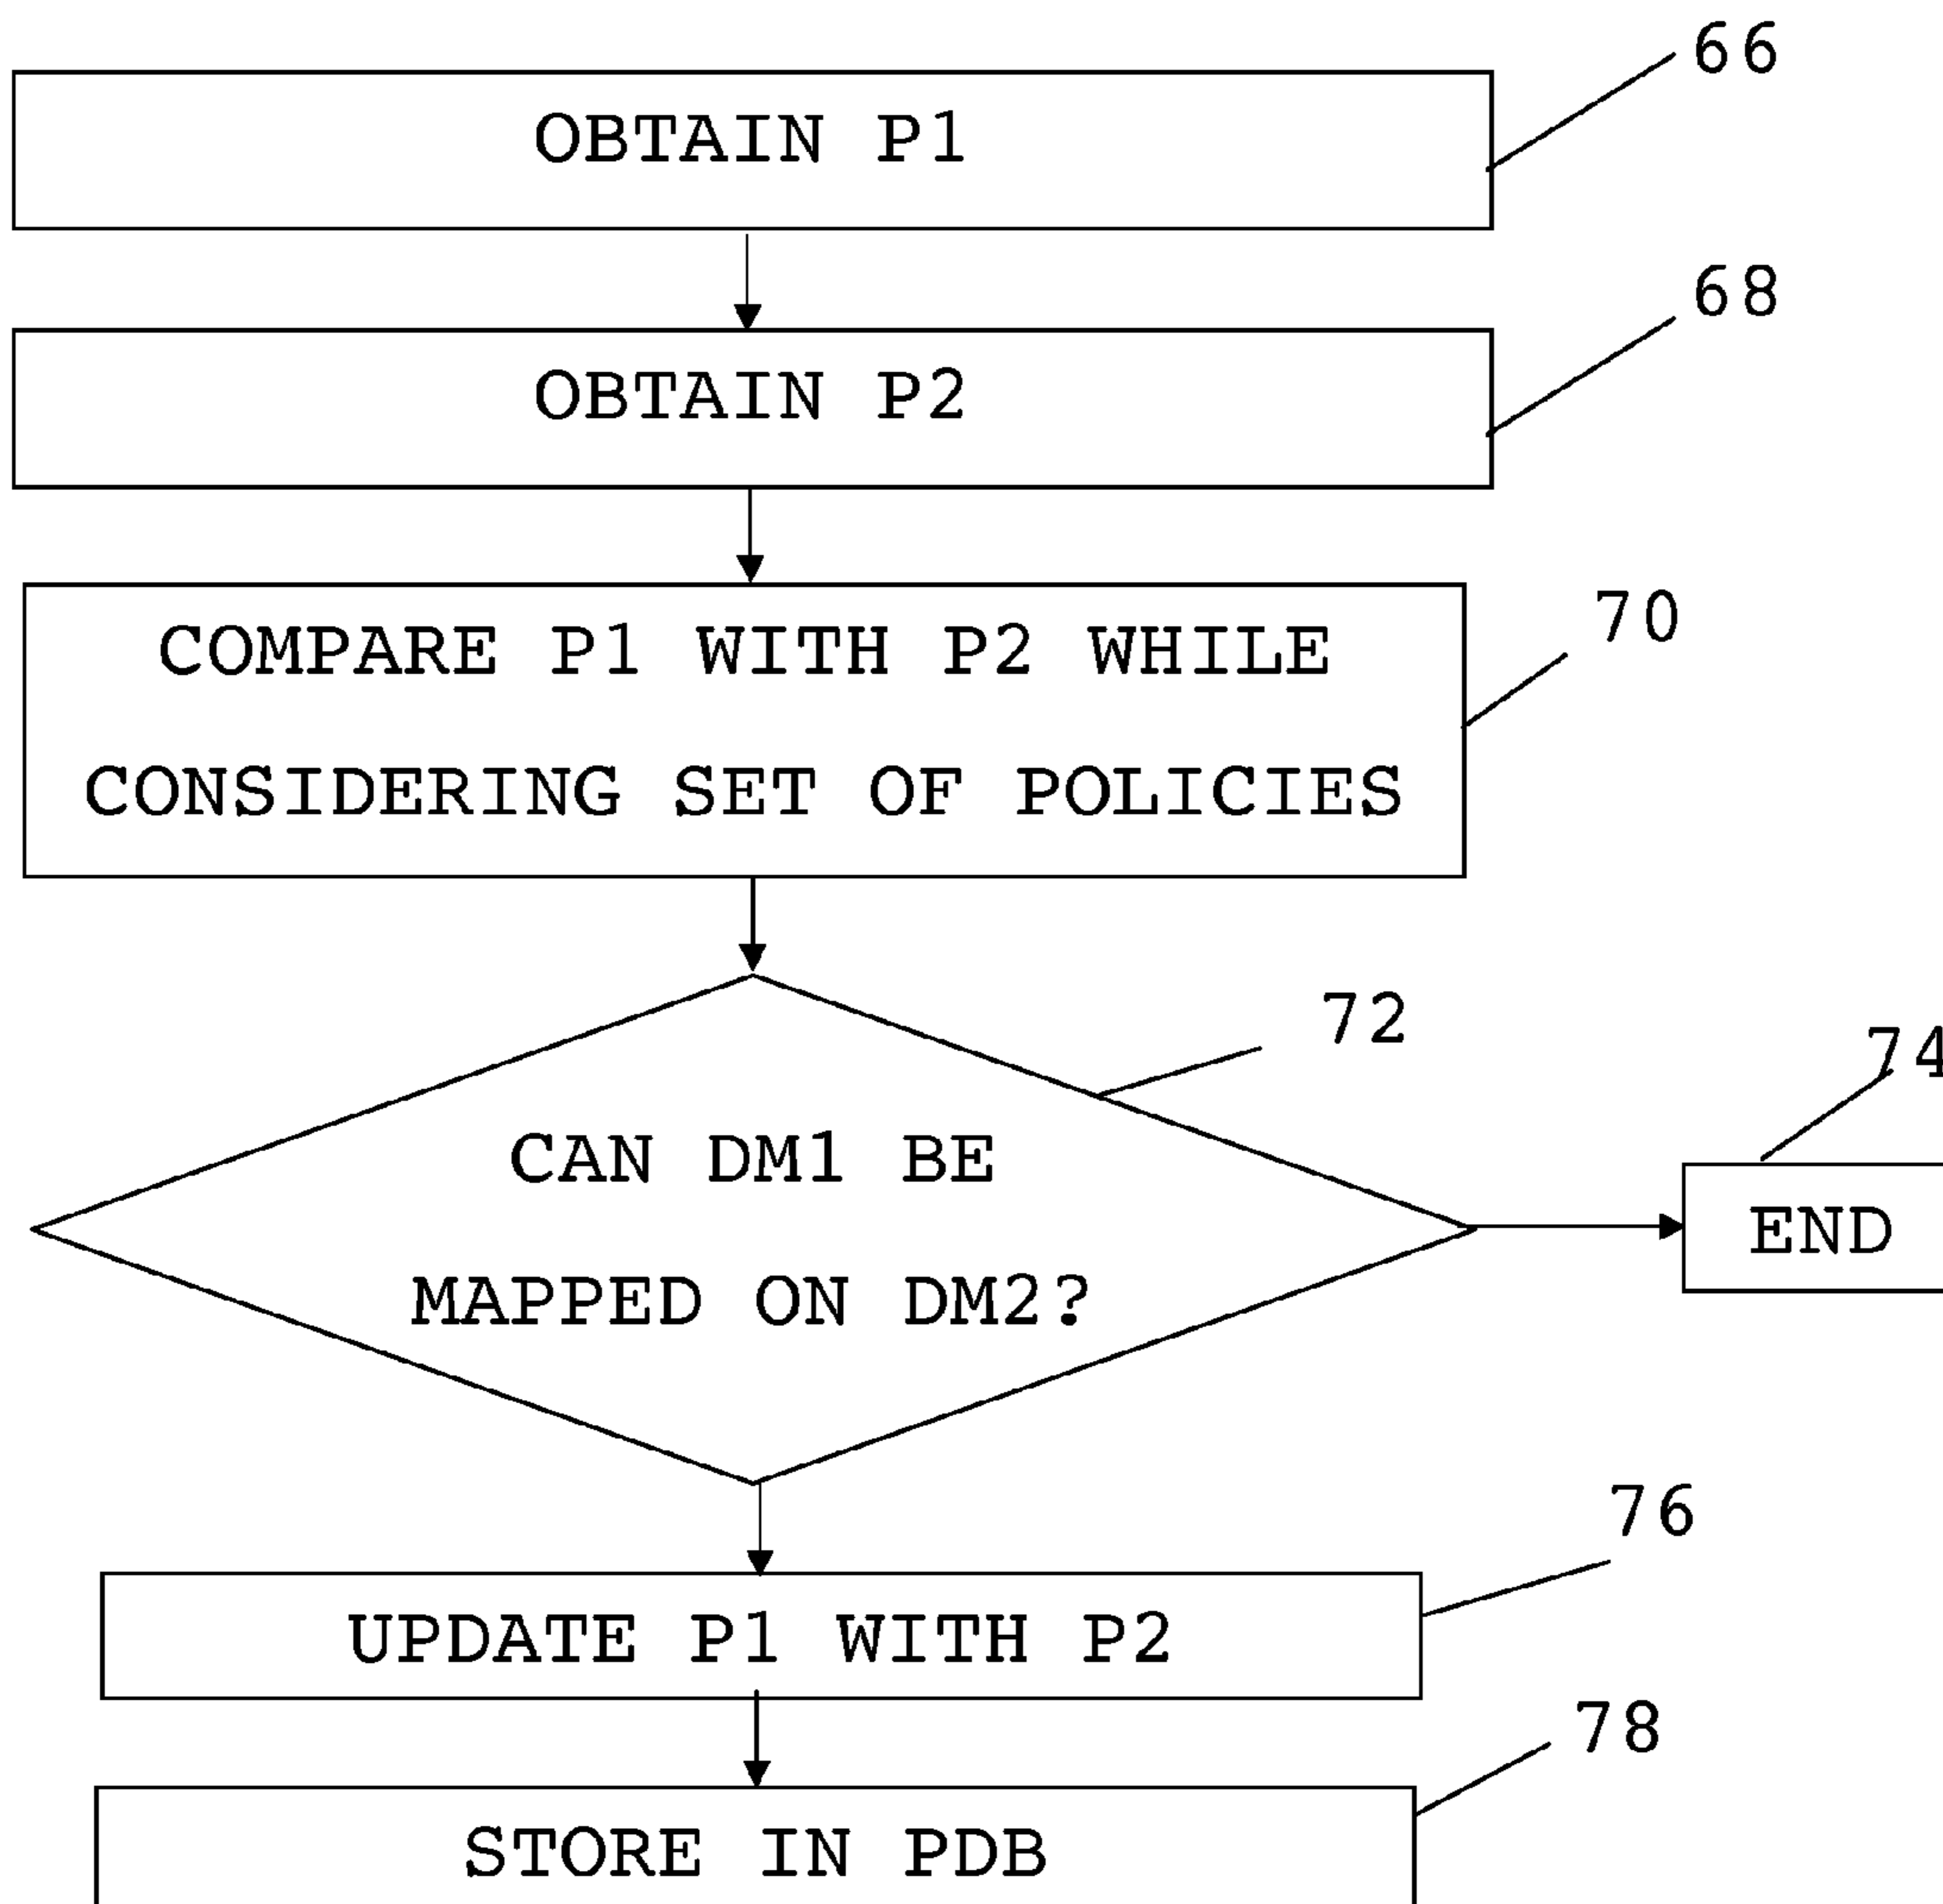 66
OBTAIN P1
68
OBTAIN P2
70
COMPARE P1 WITH P2 WHILE
CONSIDERING SET OF POLICIES
72
74
CAN DM1 BE
MAPPED ON DM2?
END
76
UPDATE P1 WITH P2
78
STORE IN PDB